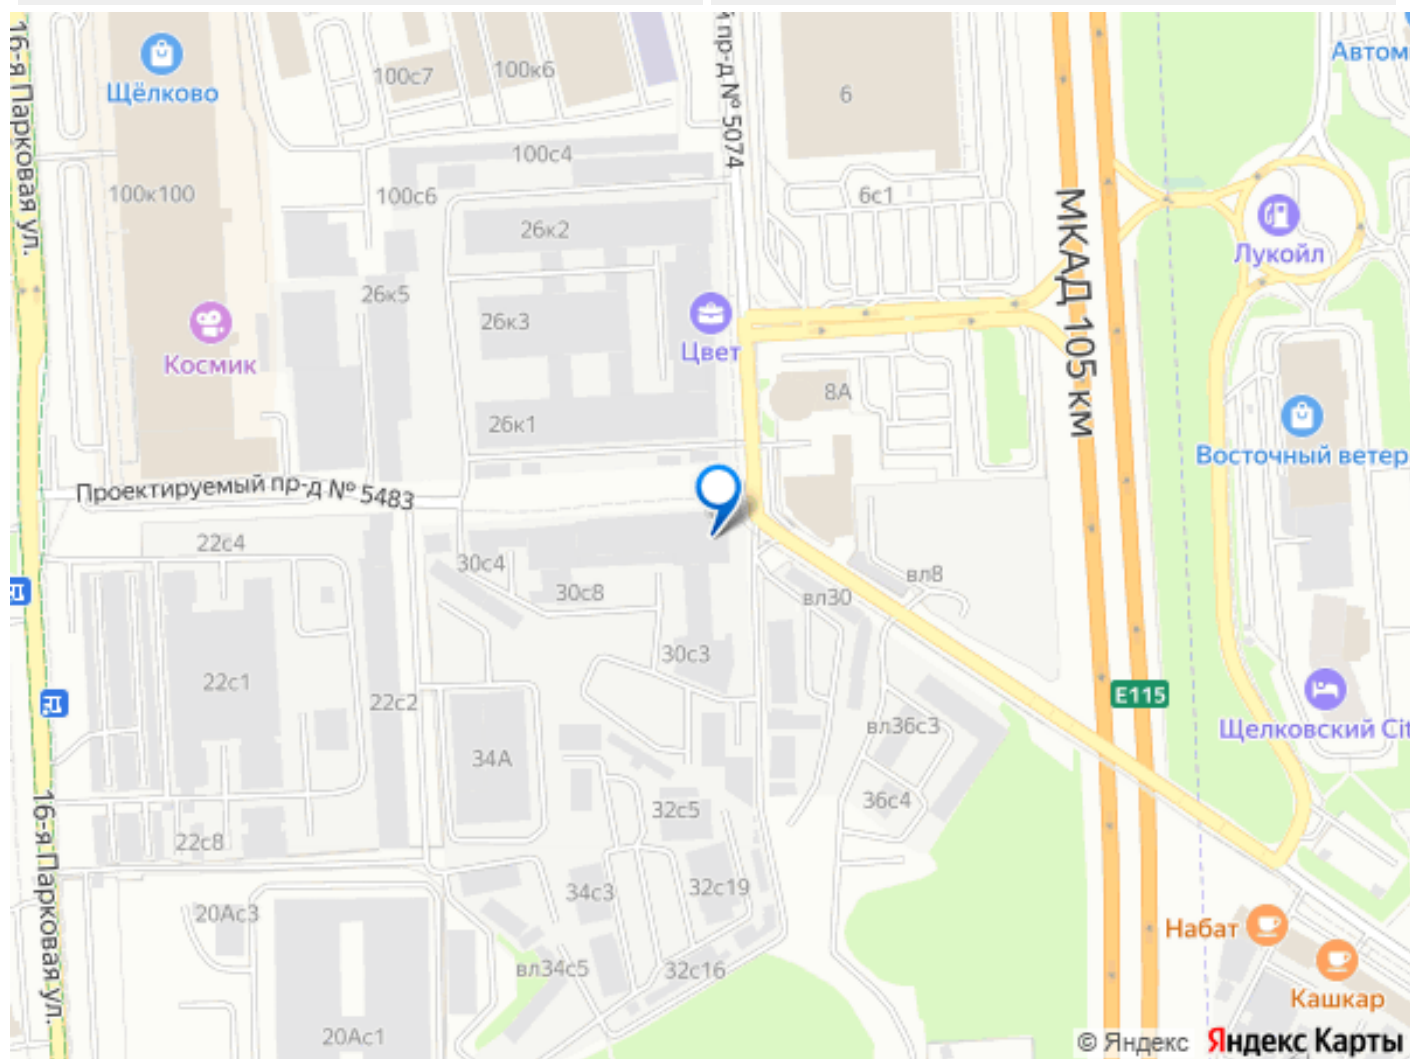 16-я Парковая ул.
Щёлково
100с7
100к6
й пр-д № 5074
6
Автом
100с4
100к100
100с6
6с1
МКАД 105 км
Лукойл
26к2
26к5
26к3
Космик
Цвет
8А
26к1
Восточный ветер
Проектируемый пр-д № 5483
22с4
30с4
30с8
вл8
вл30
30с3
22с1
22с2
E115
вл36с3
Щелковский Cit
34А
36с4
32с5
22с8
16-я Парковая ул.
34с3
32с19
20Ас3
Набат
вл34с5
32с16
Кашкар
20Ас1
© Яндекс Яндекс Карты